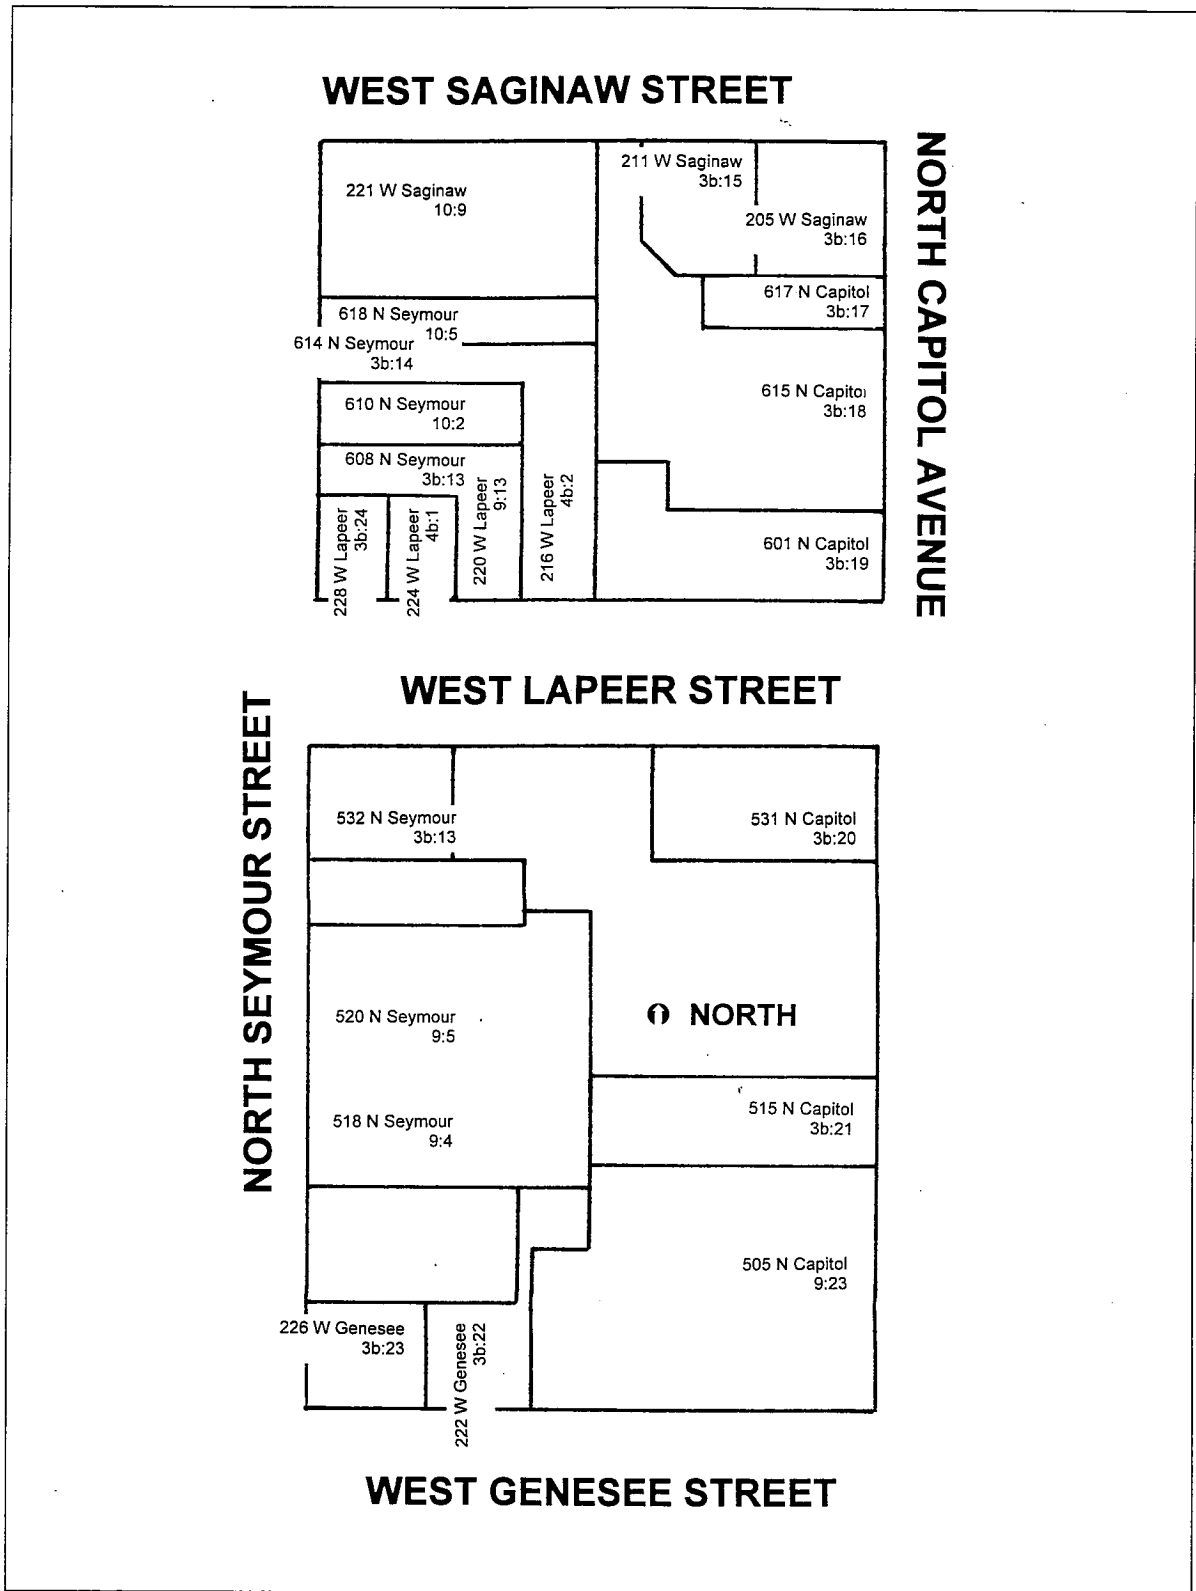 WEST SAGINAW STREET
NORTH CAPITOL AVENUE
211 W Saginaw
3b:15
221 W Saginaw
10:9
205 W Saginaw
3b:16
617 N Capitol
3b:17
618 N Seymour
10:5
614 N Seymour
3b:14
615 N Capitol
3b:18
610 N Seymour
10:2
608 N Seymour
3b:13
228 W Lapeer
3b:24
224 W Lapeer
4b:1
220 W Lapeer
9:13
216 W Lapeer
4b:2
601 N Capitol
3b:19
WEST LAPEER STREET
NORTH SEYMOUR STREET
532 N Seymour
3b:13
531 N Capitol
3b:20
520 N Seymour
9:5
NORTH
515 N Capitol
3b:21
518 N Seymour
9:4
505 N Capitol
9:23
226 W Genesee
3b:23
222 W Genesee
3b:22
WEST GENESEE STREET